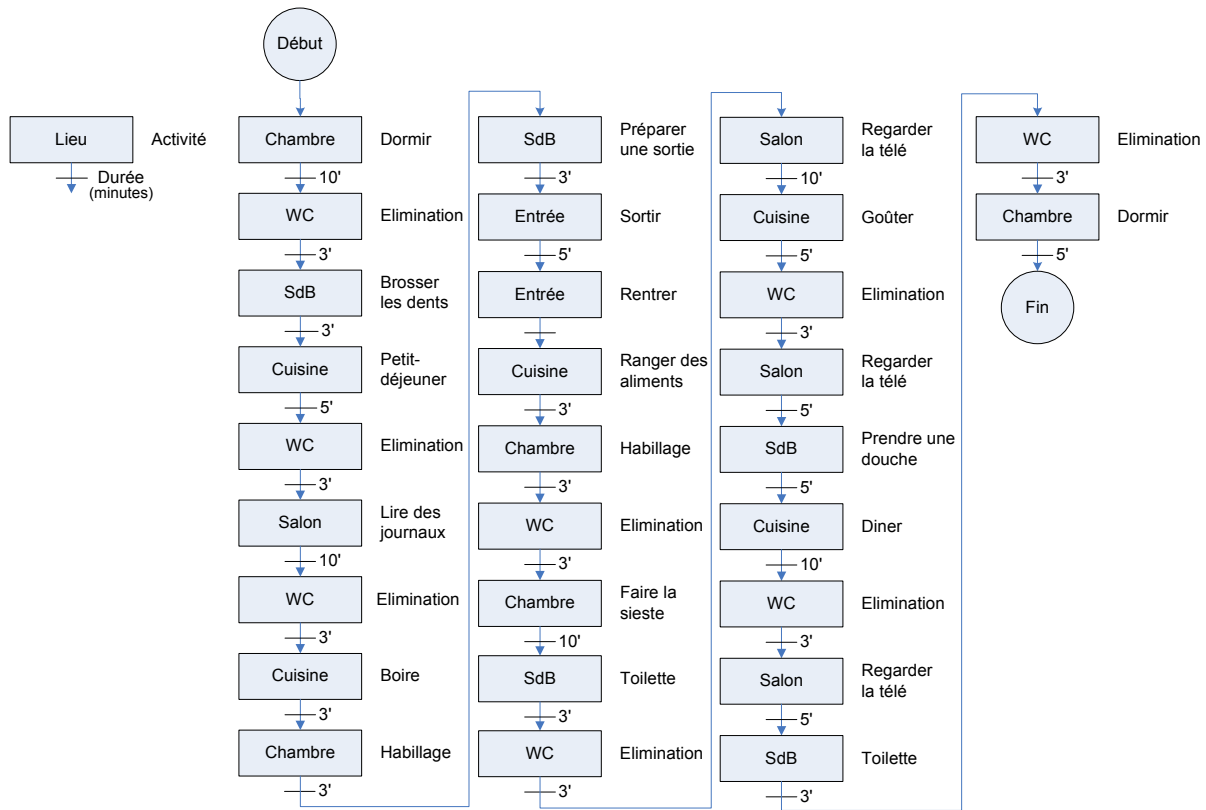 Début
Lieu
Activité
Durée
(minutes)
Chambre
Dormir
10'
WC
Elimination
3'
SdB
Brosser
les dents
3'
Cuisine
Petit-
déjeuner
5'
WC
Elimination
3'
Salon
Lire des
journaux
10'
WC
Elimination
3'
Cuisine
Boire
3'
Chambre
Habillage
3'
SdB
Préparer
une sortie
3'
Entrée
Sortir
5'
Entrée
Rentrer
Cuisine
Ranger des
aliments
3'
Chambre
Habillage
3'
WC
Elimination
3'
Chambre
Faire la
sieste
10'
SdB
Toilette
3'
WC
Elimination
3'
Salon
Regarder
la télé
10'
Cuisine
Goûter
5'
WC
Elimination
3'
Salon
Regarder
la télé
5'
SdB
Prendre une
douche
5'
Cuisine
Diner
10'
WC
Elimination
3'
Salon
Regarder
la télé
5'
SdB
Toilette
3'
WC
Elimination
3'
Chambre
Dormir
5'
Fin